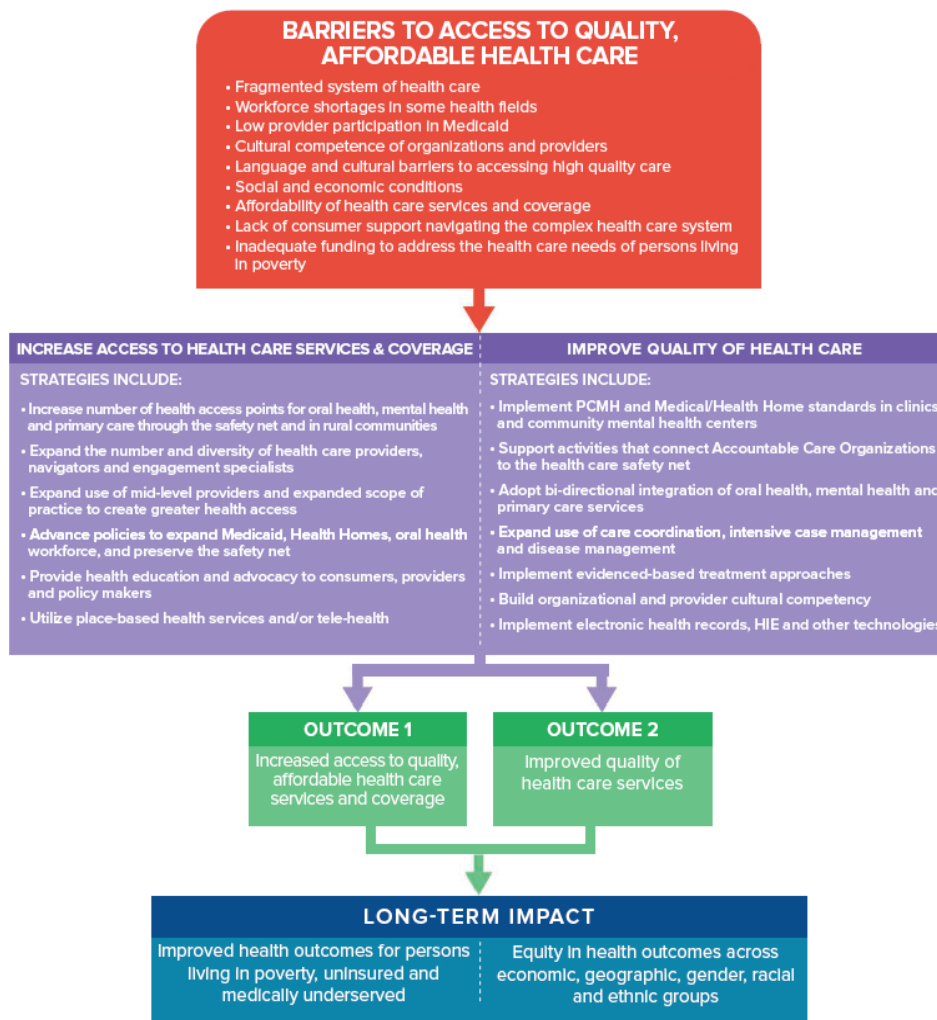 BARRIERS TO ACCESS TO QUALITY,
AFFORDABLE HEALTH CARE
• Fragmented system of health care
• Workforce shortages in some health fields
• Low provider participation in Medicaid
• Cultural competence of organizations and providers
• Language and cultural barriers to accessing high quality care
• Social and economic conditions
• Affordability of health care services and coverage
• Lack of consumer support navigating the complex health care system
• Inadequate funding to address the health care needs of persons living
in poverty
INCREASE ACCESS TO HEALTH CARE SERVICES & COVERAGE
STRATEGIES INCLUDE:
• Increase number of health access points for oral health, mental health
and primary care through the safety net and in rural communities
• Expand the number and diversity of health care providers,
navigators and engagement specialists
• Expand use of mid-level providers and expanded scope of
practice to create greater health access
• Advance policies to expand Medicaid, Health Homes, oral health
workforce, and preserve the safety net
• Provide health education and advocacy to consumers, providers
and policy makers
• Utilize place-based health services and/or tele-health
IMPROVE QUALITY OF HEALTH CARE
STRATEGIES INCLUDE:
• Implement PCMH and Medical/Health Home standards in clinics
and community mental health centers
• Support activities that connect Accountable Care Organizations
to the health care safety net
• Adopt bi-directional integration of oral health, mental health and
primary care services
• Expand use of care coordination, intensive case management
and disease management
• Implement evidenced-based treatment approaches
• Build organizational and provider cultural competency
• Implement electronic health records, HIE and other technologies
OUTCOME 1
Increased access to quality,
affordable health care
services and coverage
OUTCOME 2
Improved quality of
health care services
LONG-TERM IMPACT
Improved health outcomes for persons
living in poverty, uninsured and
medically underserved
Equity in health outcomes across
economic, geographic, gender, racial
and ethnic groups